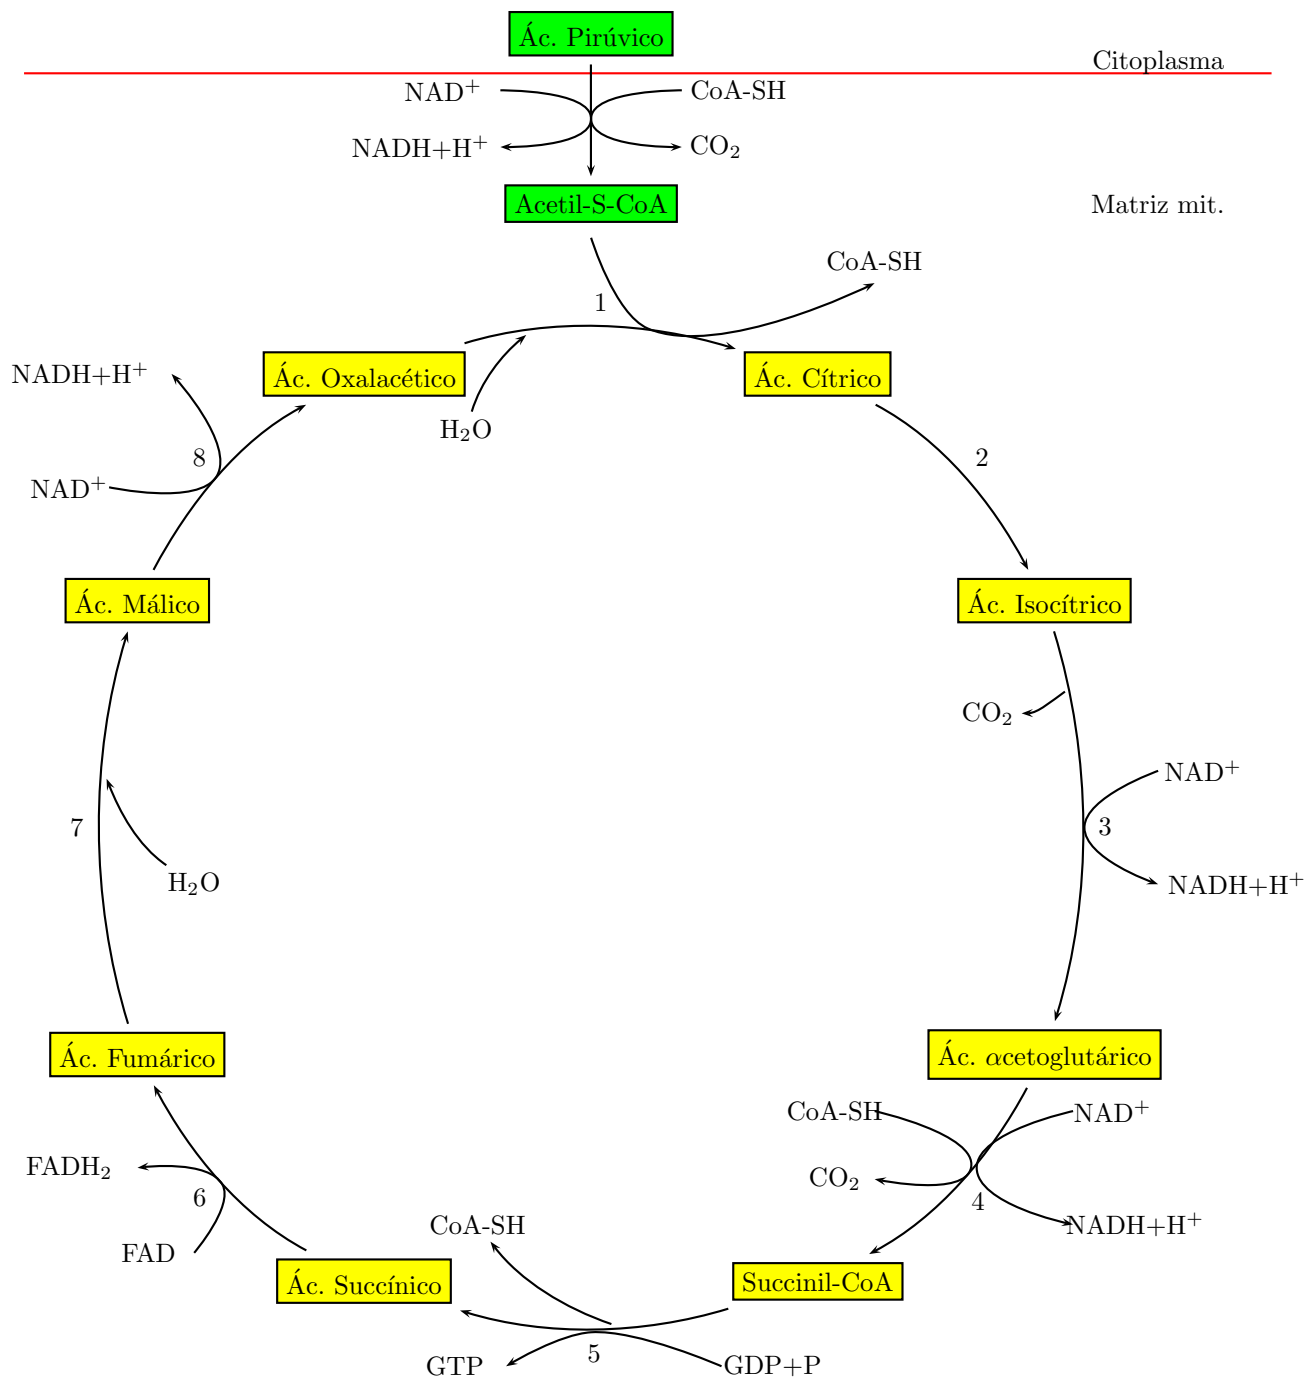 Ác. Pirúvico
Citoplasma
NAD⁺
CoA-SH
NADH+H⁺
CO₂
Acetil-S-CoA
Matriz mit.
CoA-SH
1
Ác. Oxalacético
Ác. Cítrico
NADH+H⁺
H₂O
8
2
NAD⁺
Ác. Málico
Ác. Isocítrico
CO₂
NAD⁺
7
3
H₂O
NADH+H⁺
Ác. Fumárico
Ác. αcetoglutárico
CoA-SH
NAD⁺
FADH₂
CO₂
6
4
CoA-SH
NADH+H⁺
FAD
Ác. Succínico
Succinil-CoA
5
GTP
GDP+P